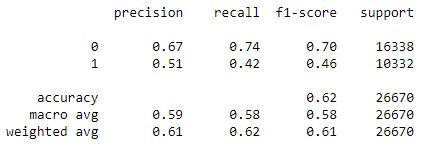 precision recall f1-score support
0 0.67 0.74 0.70 16338
1 0.51 0.42 0.46 10332
accuracy 0.62 26670
macro avg 0.59 0.58 0.58 26670
weighted avg 0.61 0.62 0.61 26670